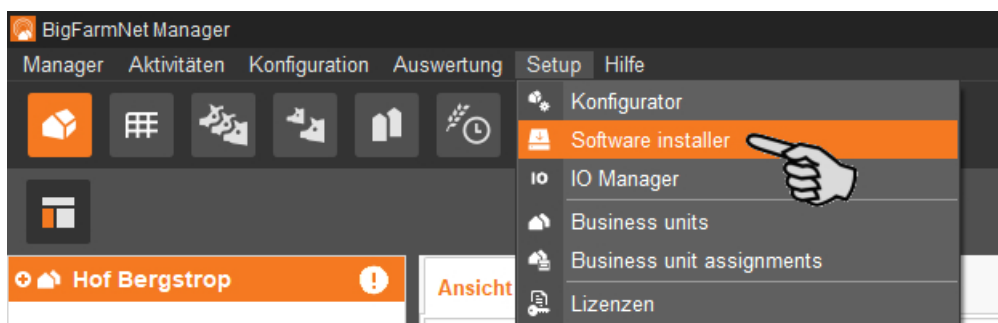 BigFarmNet Manager
Manager Aktivitäten Konfiguration Auswertung Setup Hilfe
Konfigurator
Software installer
IO IO Manager
Business units
Business unit assignments
Lizenzen
Hof Bergstrop
Ansicht